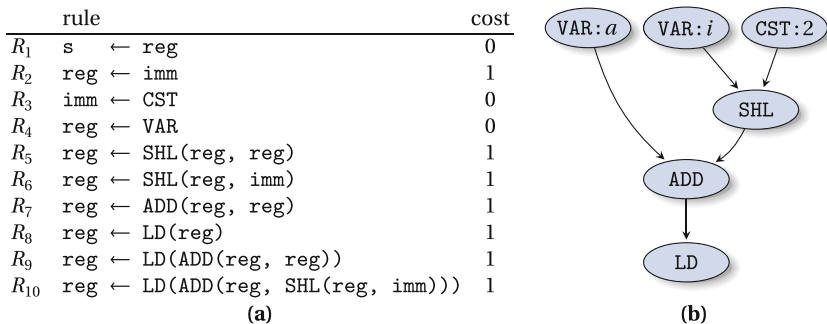 rule cost
R1 s ← reg 0
R2 reg ← imm 1
R3 imm ← CST 0
R4 reg ← VAR 0
R5 reg ← SHL(reg, reg) 1
R6 reg ← SHL(reg, imm) 1
R7 reg ← ADD(reg, reg) 1
R8 reg ← LD(reg) 1
R9 reg ← LD(ADD(reg, reg)) 1
R10 reg ← LD(ADD(reg, SHL(reg, imm))) 1
(a)
VAR:a VAR:i CST:2
SHL
ADD
LD
(b)